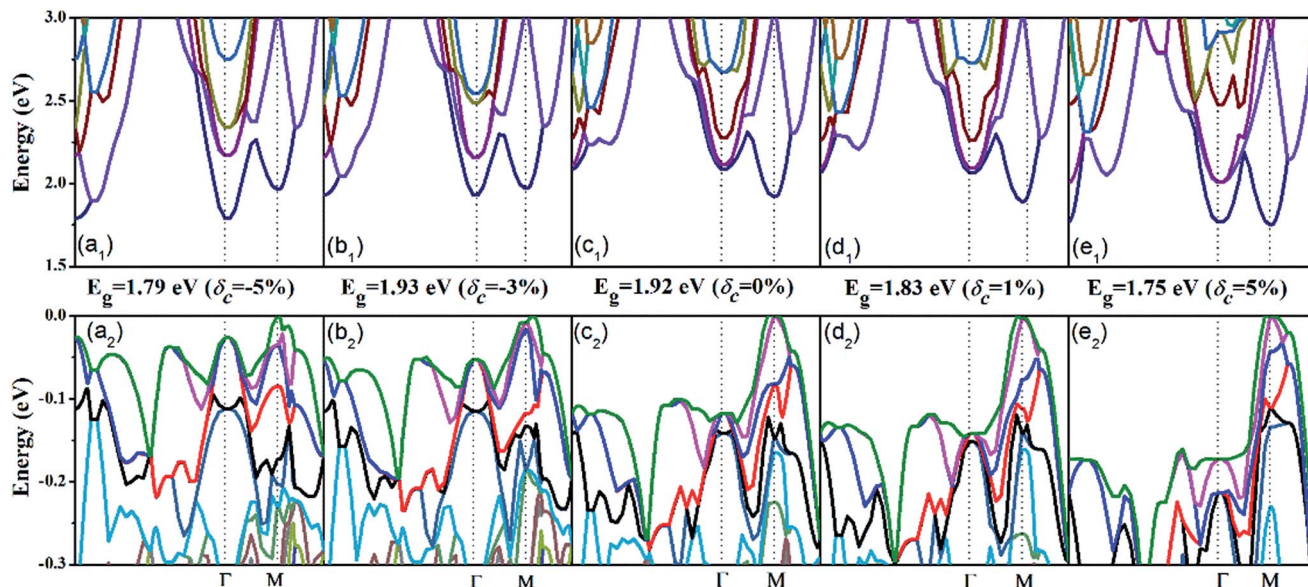 3.0
2.5
2.0
1.5
Energy (eV)
(a1)
(b1)
(c1)
(d1)
(e1)
Eg=1.79 eV (δc=-5%)
Eg=1.93 eV (δc=-3%)
Eg=1.92 eV (δc=0%)
Eg=1.83 eV (δc=1%)
Eg=1.75 eV (δc=5%)
0.0
-0.1
-0.2
-0.3
Energy (eV)
(a2)
(b2)
(c2)
(d2)
(e2)
Γ M Γ M Γ M Γ M Γ M